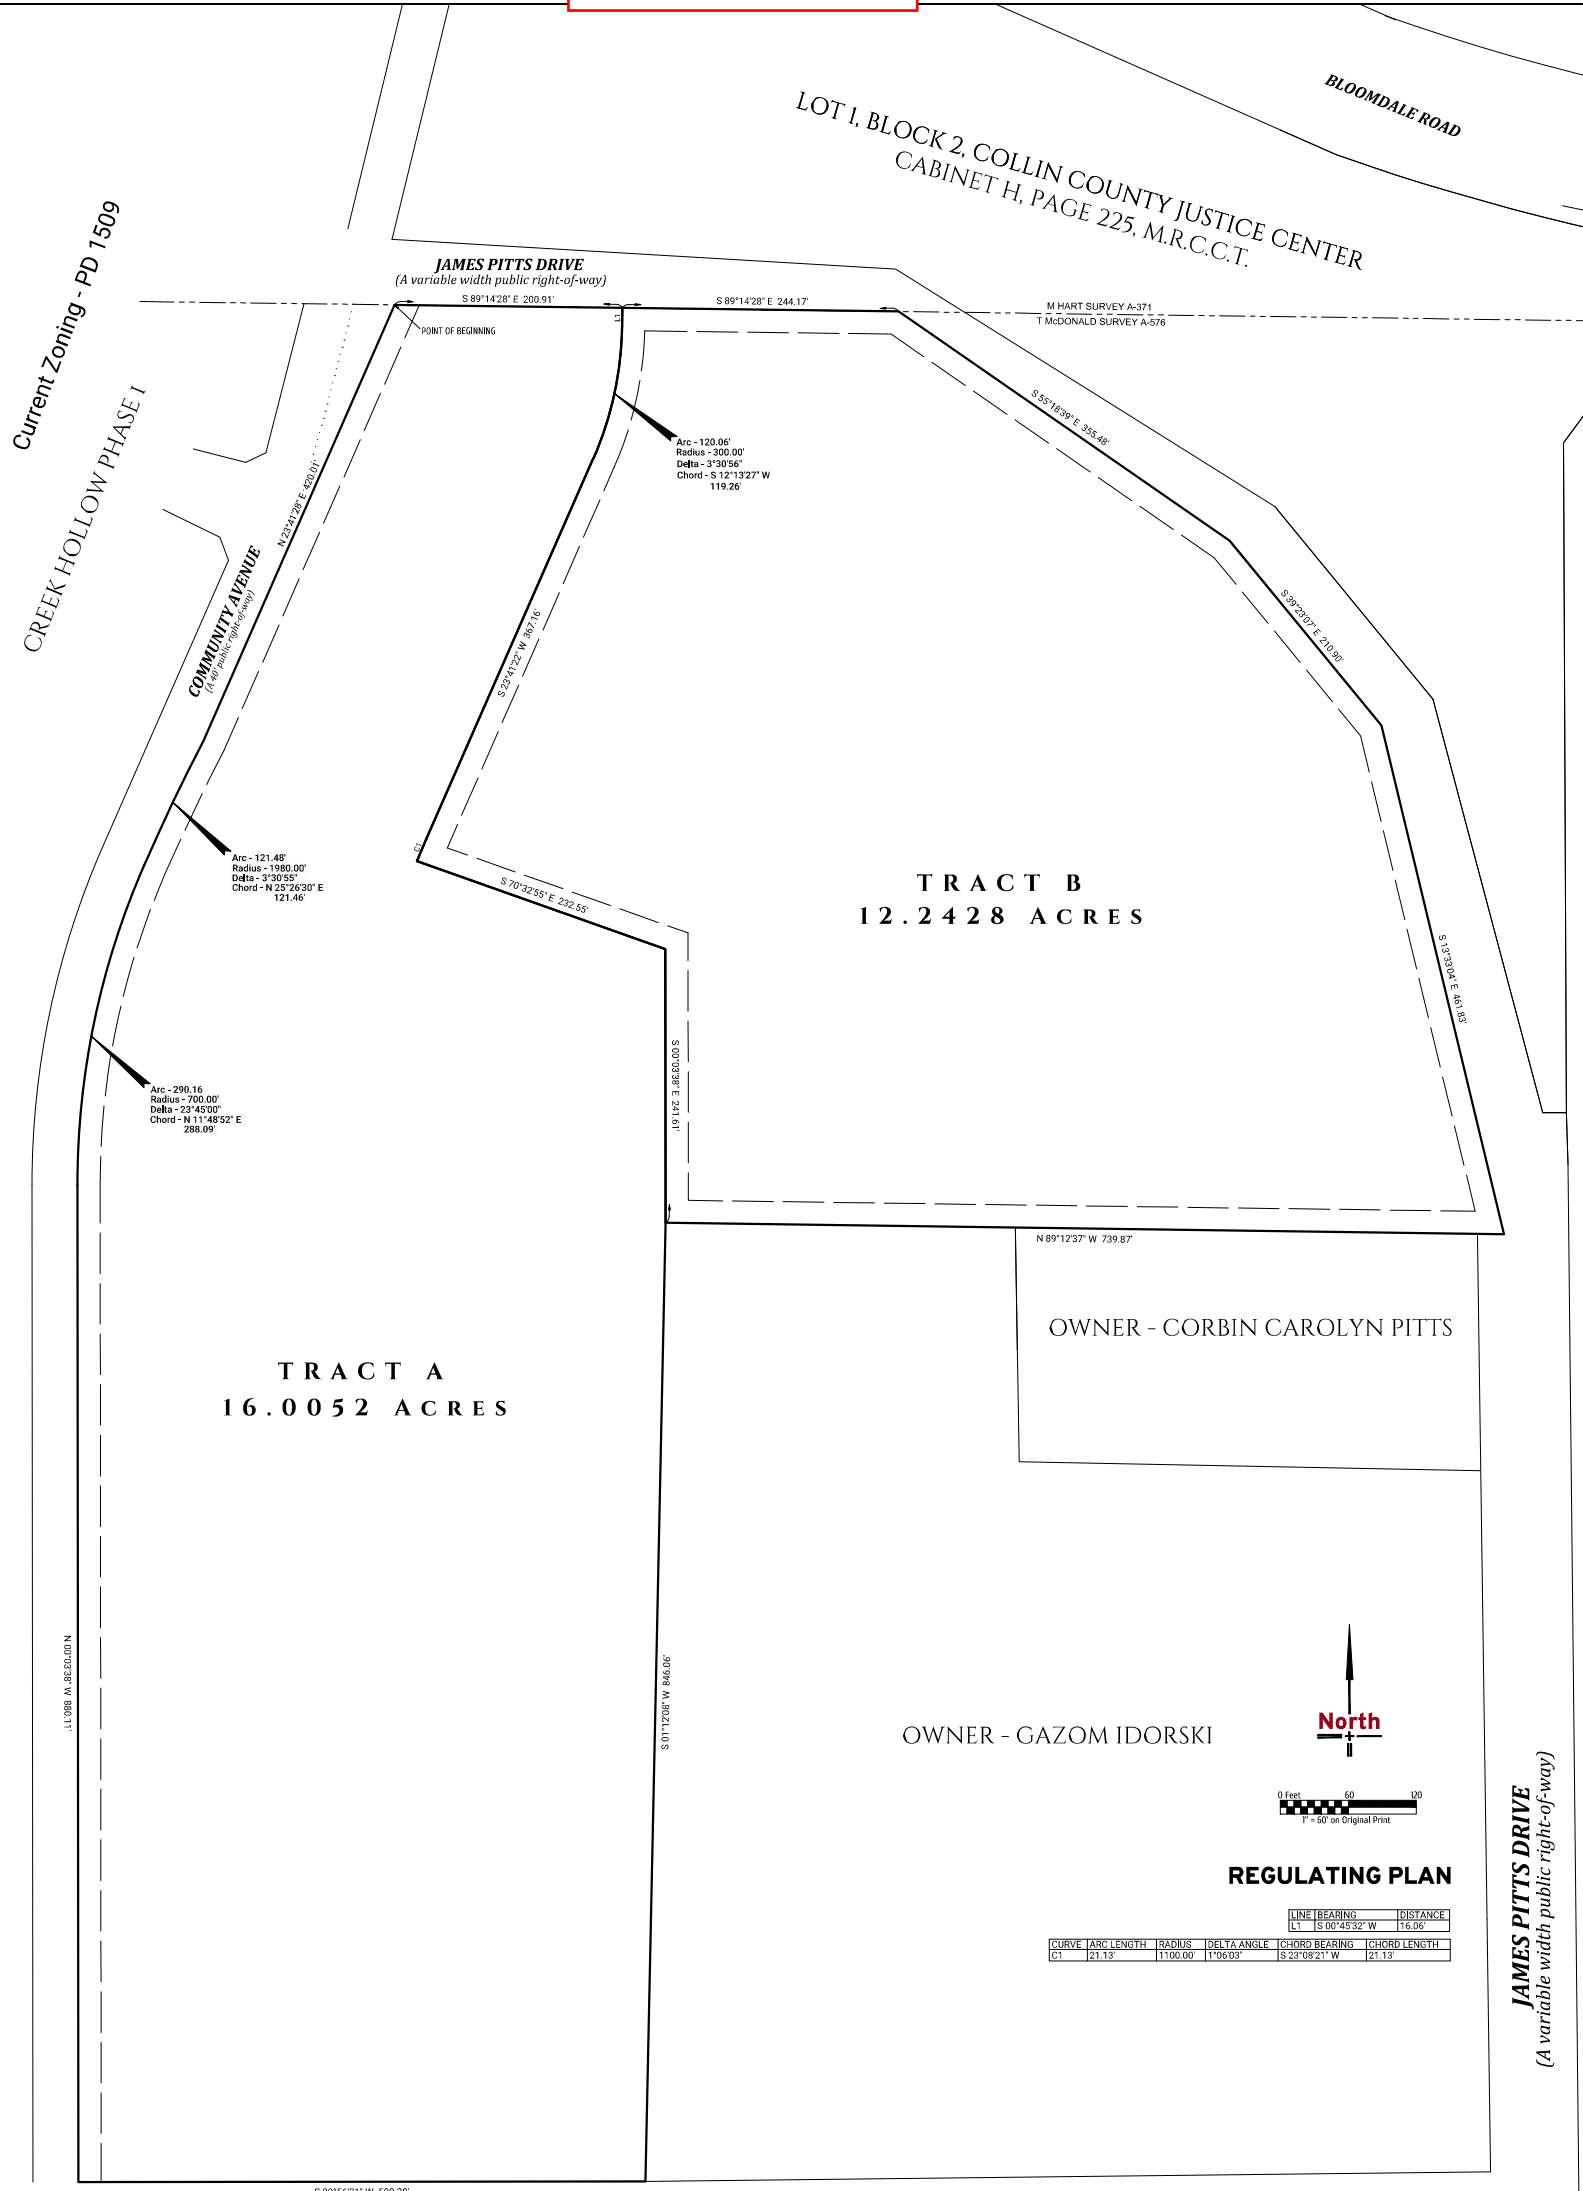 BLOOMDALE ROAD
LOT 1, BLOCK 2, COLLIN COUNTY JUSTICE CENTER
CABINET H, PAGE 225, M.R.C.C.T.
Current Zoning - PD 1509
CREEK HOLLOW PHASE I
JAMES PITTS DRIVE
(A variable width public right-of-way)
S 89°14'28" E 200.91'
S 89°14'28" E 244.17'
M HART SURVEY A-371
T McDONALD SURVEY A-576
L1
POINT OF BEGINNING
S 55°18'39" E 355.48'
Arc - 120.06'
Radius - 300.00'
Delta - 3°30'56"
Chord - S 12°13'27" W
119.26'
N 23°41'28" E 420.01'
COMMUNITY AVENUE
(A 40' public right-of-way)
S 23°41'22" W 367.16'
S 39°23'07" E 210.90'
C1
Arc - 121.48'
Radius - 1980.00'
Delta - 3°30'55"
Chord - N 25°26'30" E
121.46'
S 70°32'55" E 232.55'
TRACT B
12.2428 ACRES
S 13°33'04" E 461.83'
Arc - 290.16
Radius - 700.00'
Delta - 23°45'00"
Chord - N 11°48'52" E
288.09'
S 00°03'38" E 241.61'
N 89°12'37" W 739.87'
OWNER - CORBIN CAROLYN PITTS
TRACT A
16.0052 ACRES
N 00°03'38" W 880.11'
S 01°12'08" W 846.06'
OWNER - GAZOM IDORSKI
North
0 Feet 60 120
1" = 60' on Original Print
REGULATING PLAN
LINE BEARING DISTANCE
L1 S 00°45'32" W 16.06'
CURVE ARC LENGTH RADIUS DELTA ANGLE CHORD BEARING CHORD LENGTH
C1 21.13' 1100.00' 1°06'03" S 23°08'21" W 21.13'
JAMES PITTS DRIVE
(A variable width public right-of-way)